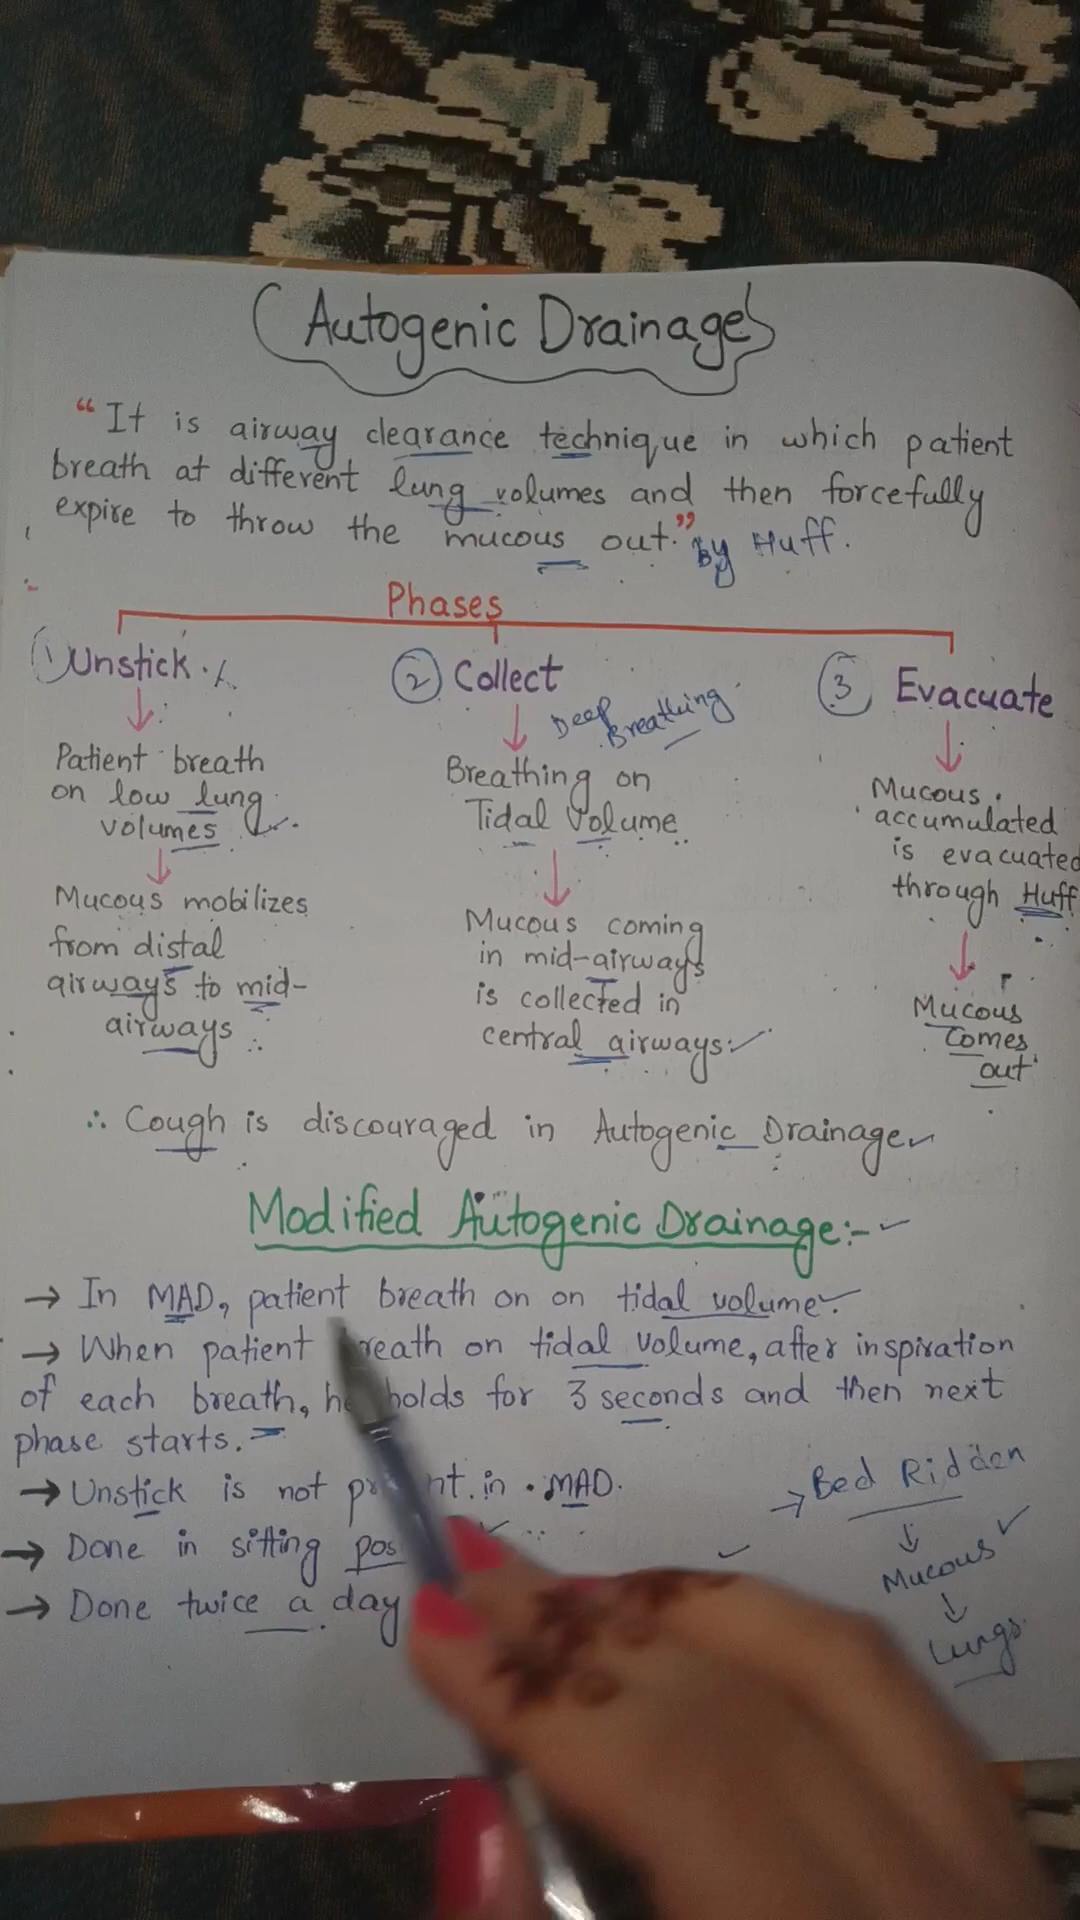 Autogenic Drainage
"It is airway clearance technique in which patient
breath at different lung volumes and then forcefully
expire to throw the mucous out." By Huff.
Phases
① Unstick.
Patient breath
on low lung
volumes
Mucous mobilizes
from distal
airways to mid-
airways
② Collect
Deep
Breathing
Breathing on
Tidal Volume
Mucous coming
in mid-airways
is collected in
central airways
③ Evacuate
Mucous
accumulated
is evacuated
through Huff
Mucous
Comes
out
∴ Cough is discouraged in Autogenic Drainage
Modified Autogenic Drainage:-
→ In MAD, patient breath on on tidal volume
→ When patient breath on tidal volume, after inspiration
of each breath, he holds for 3 seconds and then next
phase starts.
→ Unstick is not in MAD.
→ Done in sitting
→ Done twice a day
→ Bed Ridden
Mucous
Lungs